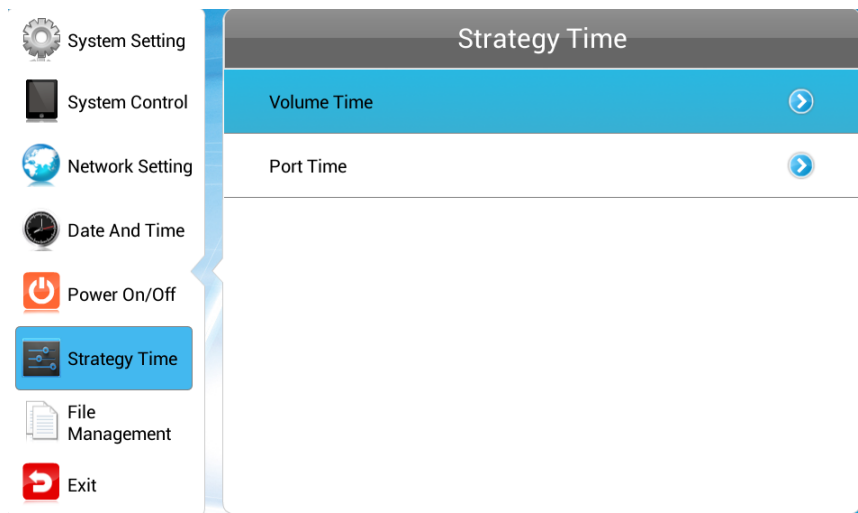 System Setting
System Control
Network Setting
Date And Time
Power On/Off
Strategy Time
File
Management
Exit
Strategy Time
Volume Time
Port Time